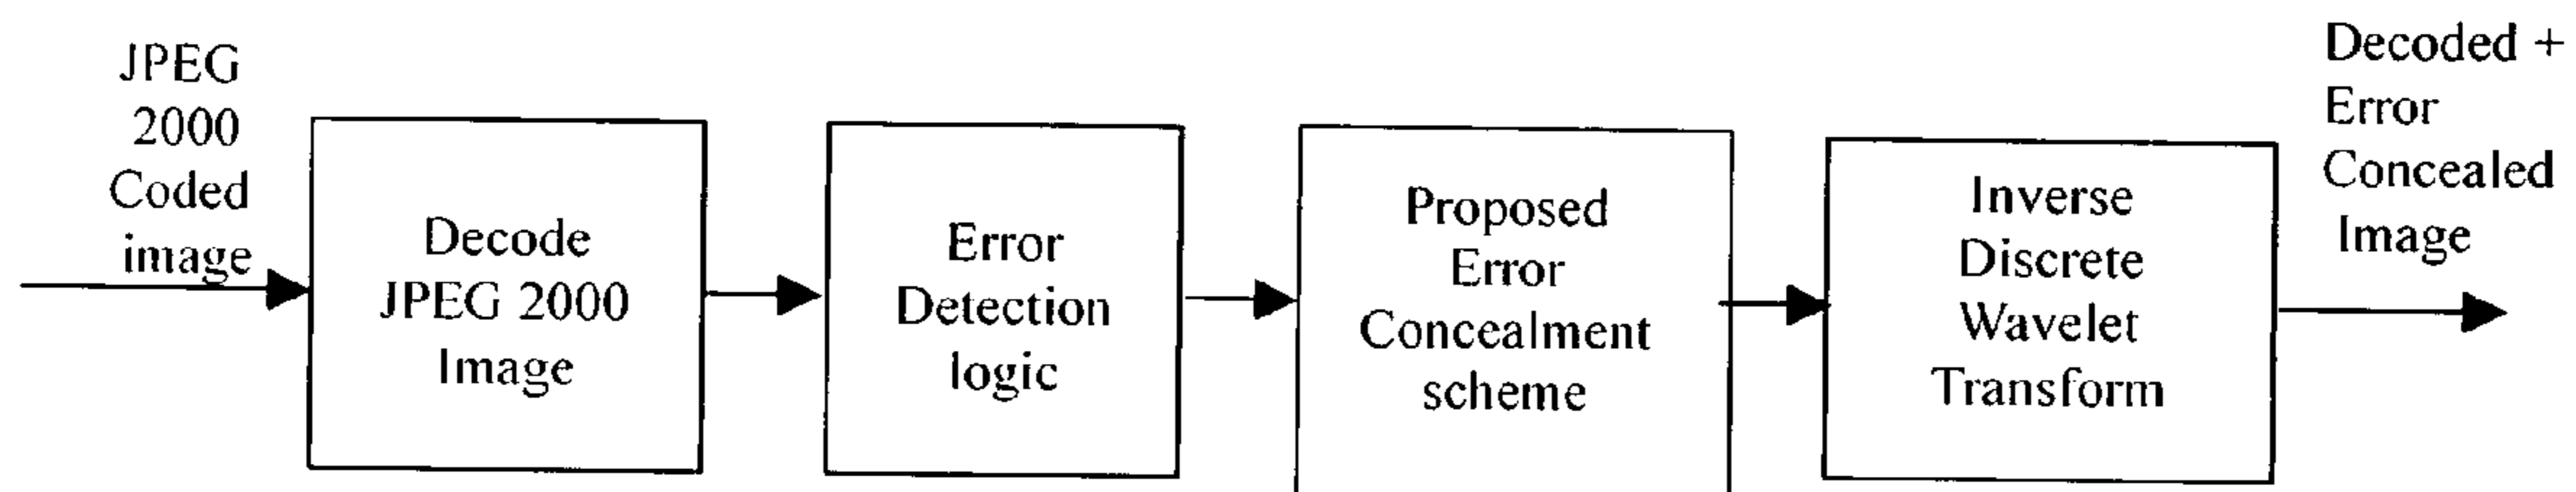 JPEG
2000
Coded
image
Decode
JPEG 2000
Image
Error
Detection
logic
Proposed
Error
Concealment
scheme
Inverse
Discrete
Wavelet
Transform
Decoded +
Error
Concealed
Image